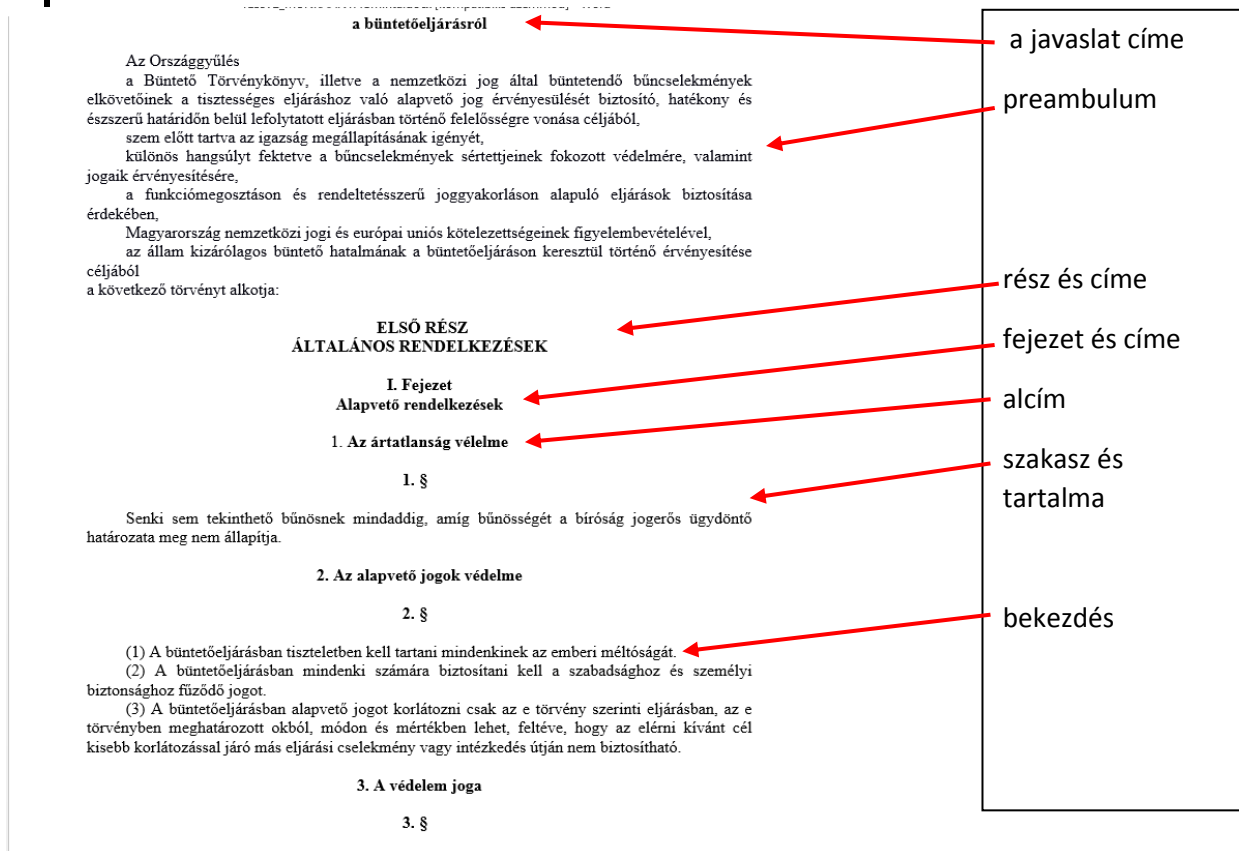 a büntetőeljárásról
Az Országgyűlés
a Büntető Törvénykönyv, illetve a nemzetközi jog által büntetendő bűncselekmények
elkövetőinek a tisztességes eljáráshoz való alapvető jog érvényesülését biztosító, hatékony és
észszerű határidőn belül lefolytatott eljárásban történő felelősségre vonása céljából,
szem előtt tartva az igazság megállapításának igényét,
különös hangsúlyt fektetve a bűncselekmények sértettjeinek fokozott védelmére, valamint
jogaik érvényesítésére,
a funkciómegosztáson és rendeltetésszerű joggyakorláson alapuló eljárások biztosítása
érdekében,
Magyarország nemzetközi jogi és európai uniós kötelezettségeinek figyelembevételével,
az állam kizárólagos büntető hatalmának a büntetőeljáráson keresztül történő érvényesítése
céljából
a következő törvényt alkotja:
ELSŐ RÉSZ
ÁLTALÁNOS RENDELKEZÉSEK
I. Fejezet
Alapvető rendelkezések
1. Az ártatlanság vélelme
1. §
Senki sem tekinthető bűnösnek mindaddig, amíg bűnösségét a bíróság jogerős ügydöntő
határozata meg nem állapítja.
2. Az alapvető jogok védelme
2. §
(1) A büntetőeljárásban tiszteletben kell tartani mindenkinek az emberi méltóságát.
(2) A büntetőeljárásban mindenki számára biztosítani kell a szabadsághoz és személyi
biztonsághoz fűződő jogot.
(3) A büntetőeljárásban alapvető jogot korlátozni csak az e törvény szerinti eljárásban, az e
törvényben meghatározott okból, módon és mértékben lehet, feltéve, hogy az elérni kívánt cél
kisebb korlátozással járó más eljárási cselekmény vagy intézkedés útján nem biztosítható.
3. A védelem joga
3. §
a javaslat címe
preambulum
rész és címe
fejezet és címe
alcím
szakasz és
tartalma
bekezdés